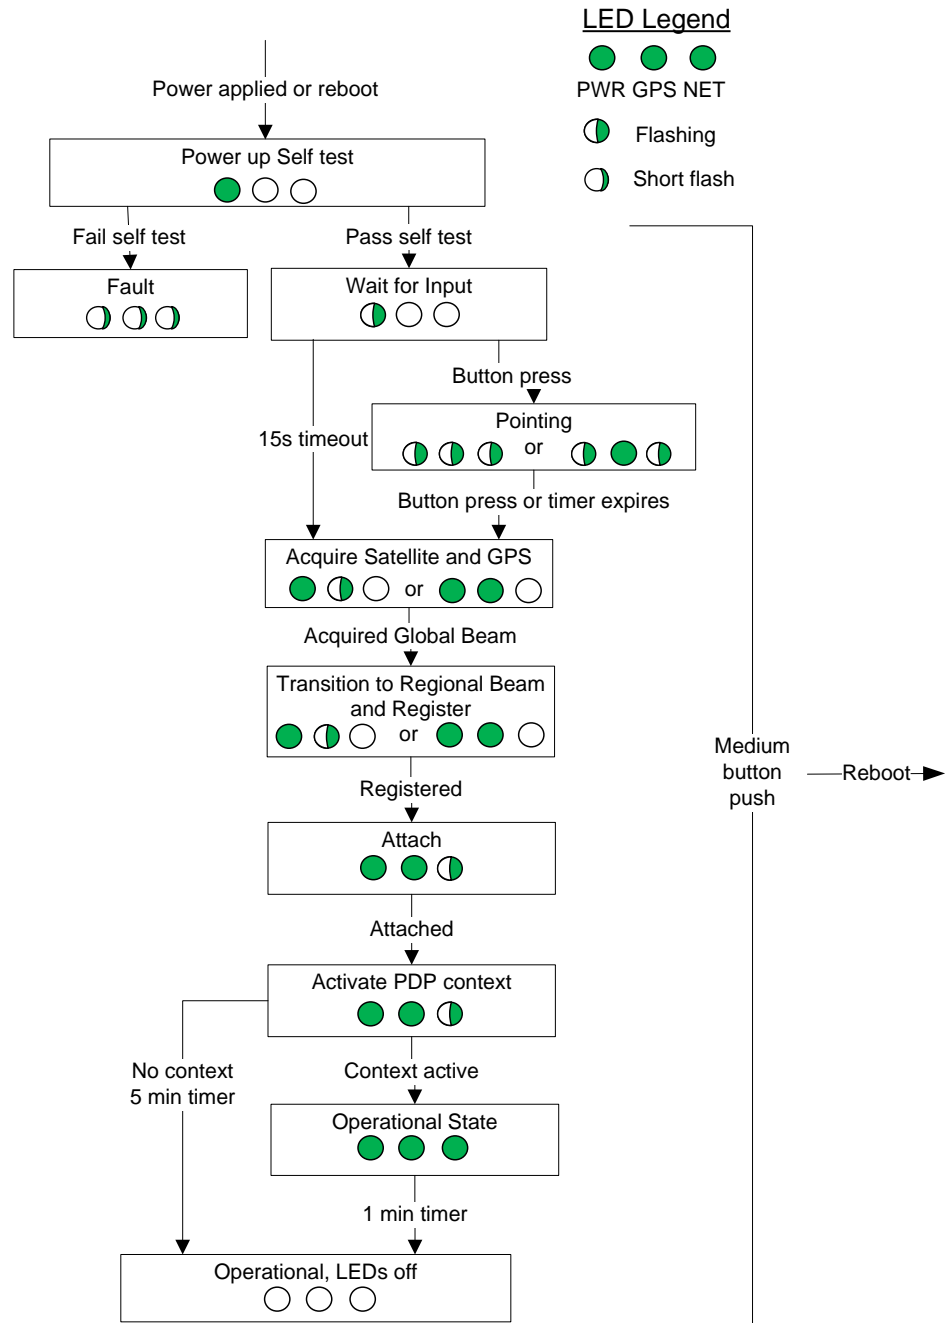 LED Legend
PWR GPS NET
Flashing
Short flash
Power applied or reboot
Power up Self test
Fail self test
Pass self test
Fault
Wait for Input
Button press
15s timeout
Pointing
or
Button press or timer expires
Acquire Satellite and GPS
or
Acquired Global Beam
Transition to Regional Beam
and Register
or
Registered
Attach
Attached
Activate PDP context
No context
5 min timer
Context active
Operational State
1 min timer
Operational, LEDs off
Medium
button
push
Reboot